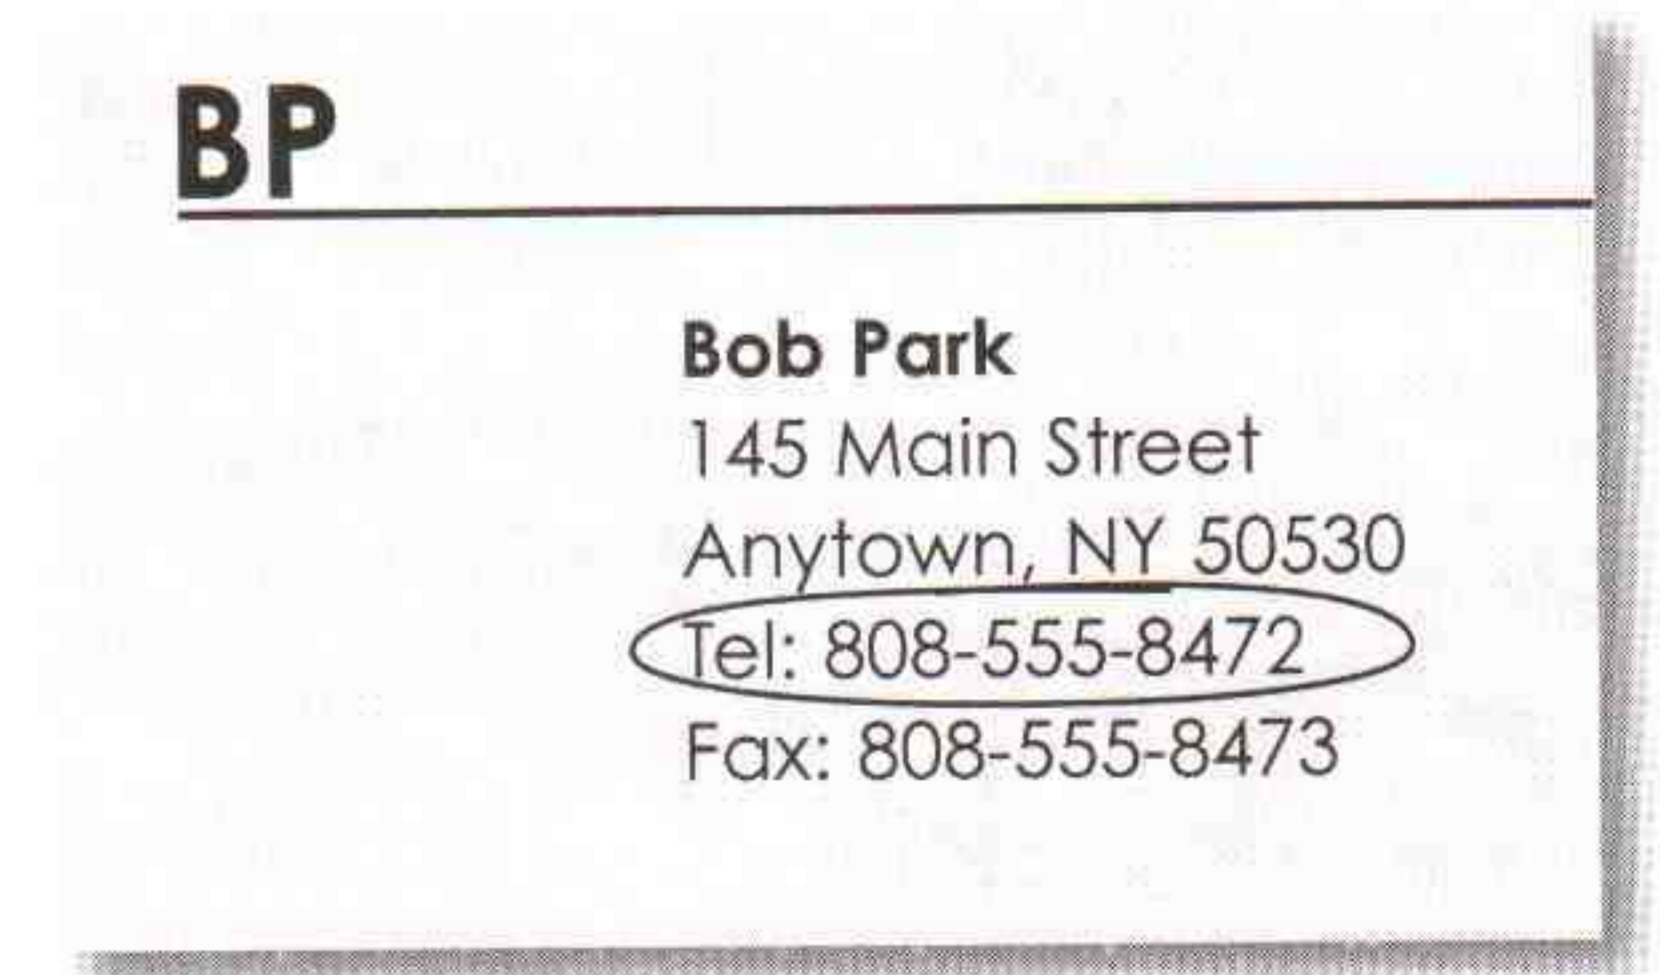 BP
Bob Park
145 Main Street
Anytown, NY 50530
Tel: 808-555-8472
Fax: 808-555-8473